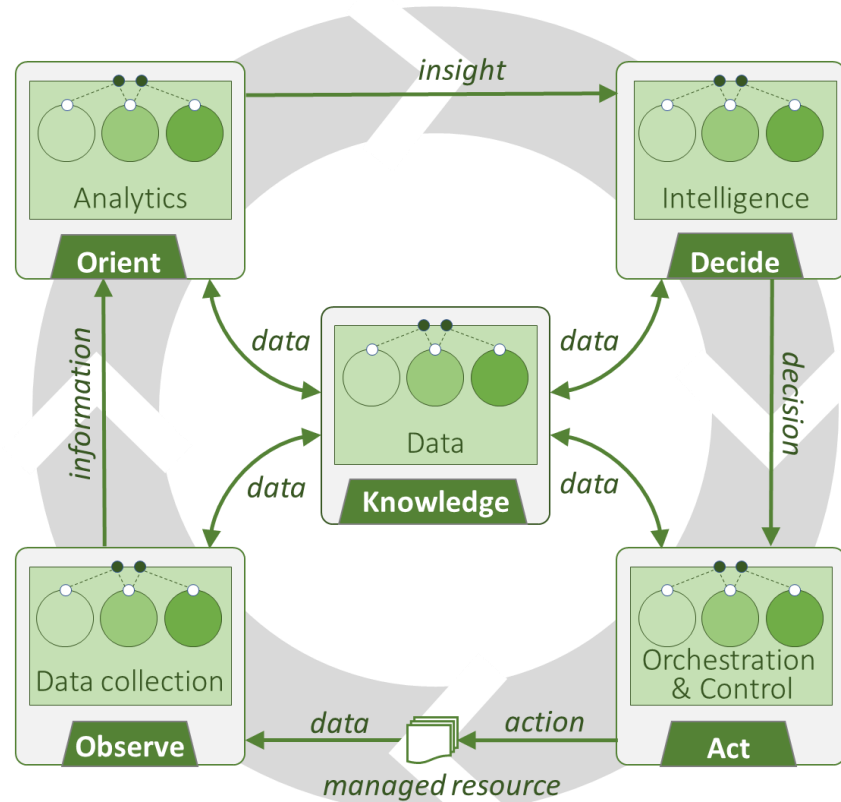 insight
Analytics
Orient
Intelligence
Decide
data
data
information
decision
Data
Knowledge
data
data
Data collection
Observe
Orchestration
& Control
Act
data
action
managed resource